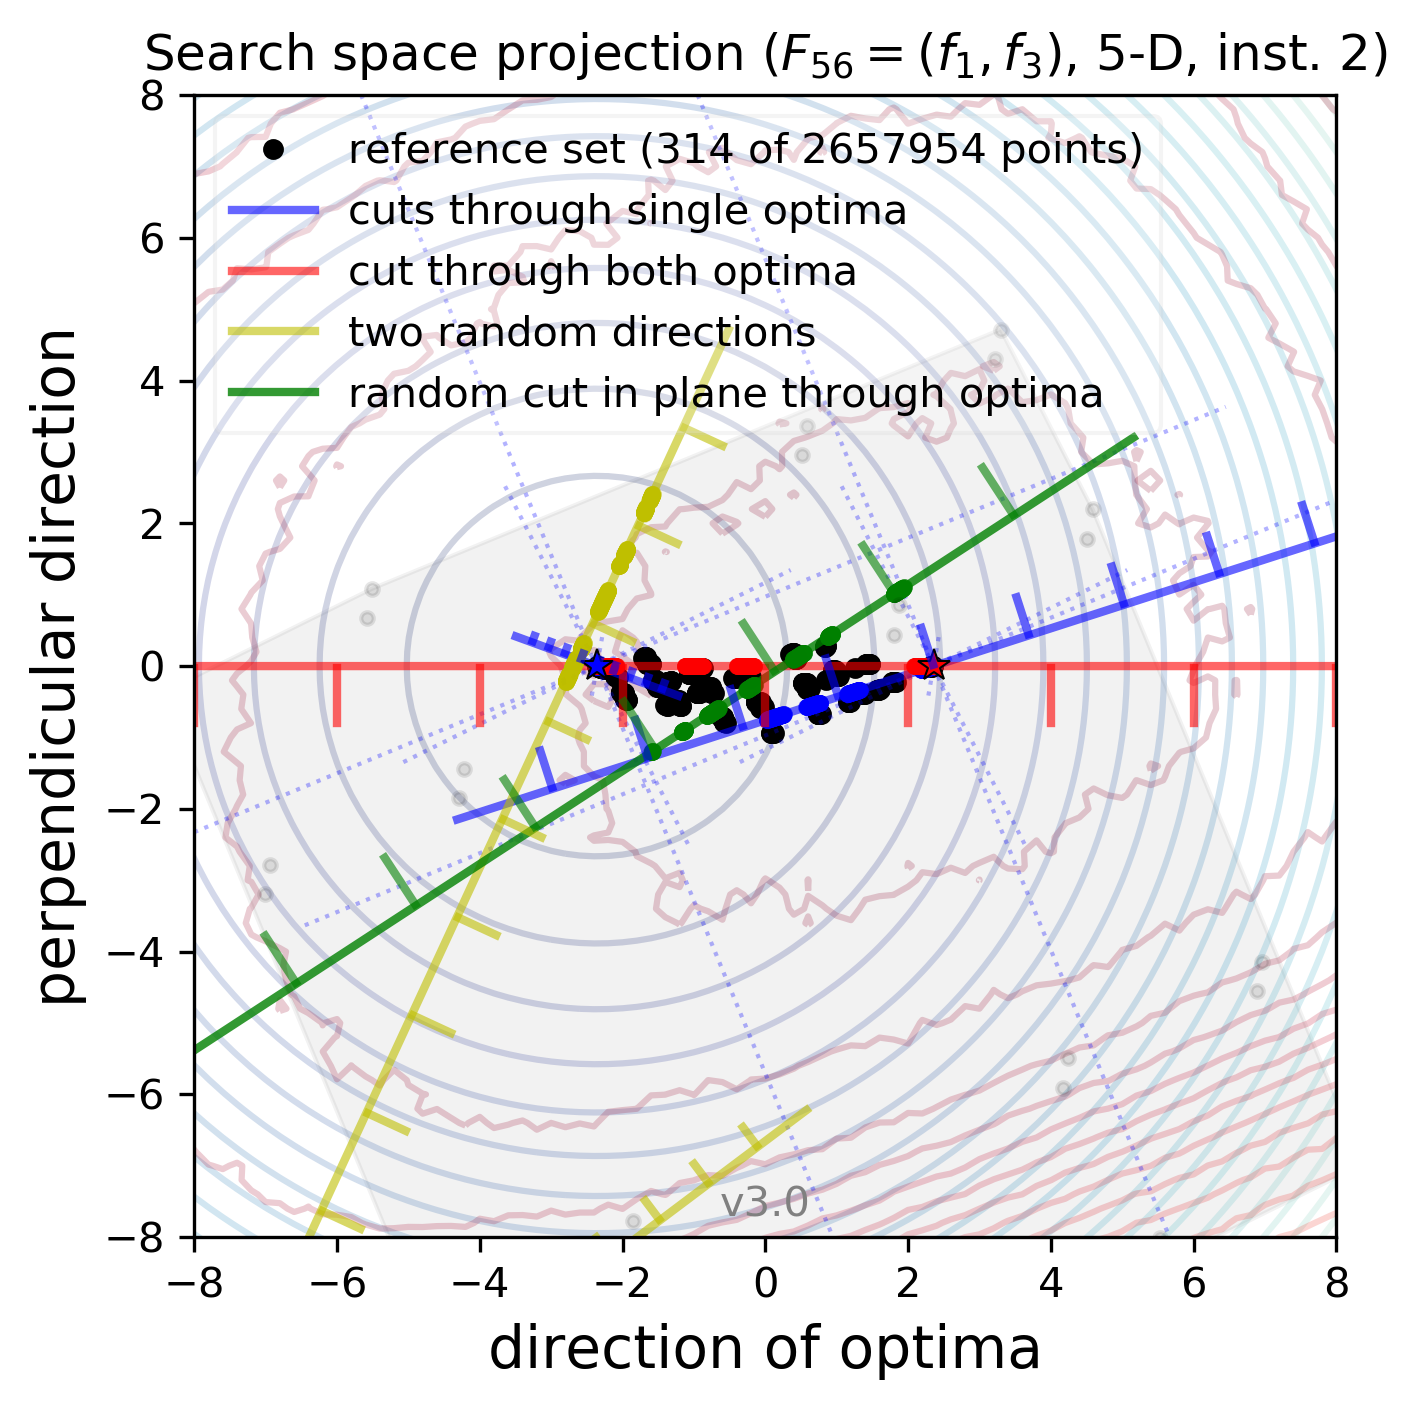 Search space projection (F56 = (f1, f3), 5-D, inst. 2)
reference set (314 of 2657954 points)
cuts through single optima
cut through both optima
two random directions
random cut in plane through optima
8
6
4
2
0
−2
−4
−6
−8
perpendicular direction
v3.0
−8 −6 −4 −2 0 2 4 6 8
direction of optima